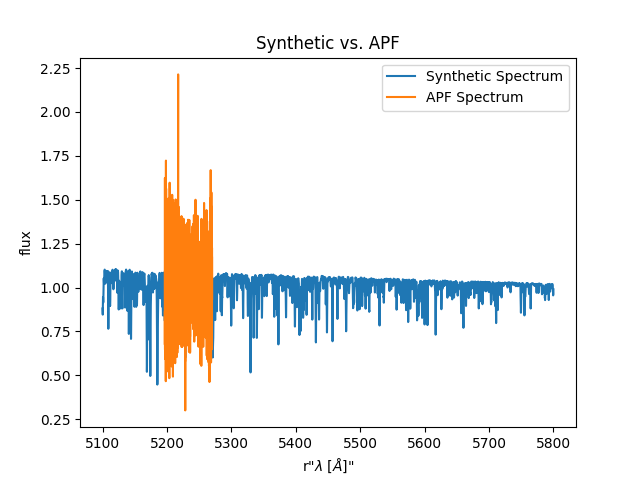 Synthetic vs. APF
Synthetic Spectrum
APF Spectrum
flux
2.25
2.00
1.75
1.50
1.25
1.00
0.75
0.50
0.25
5100 5200 5300 5400 5500 5600 5700 5800
r"λ [Å]"